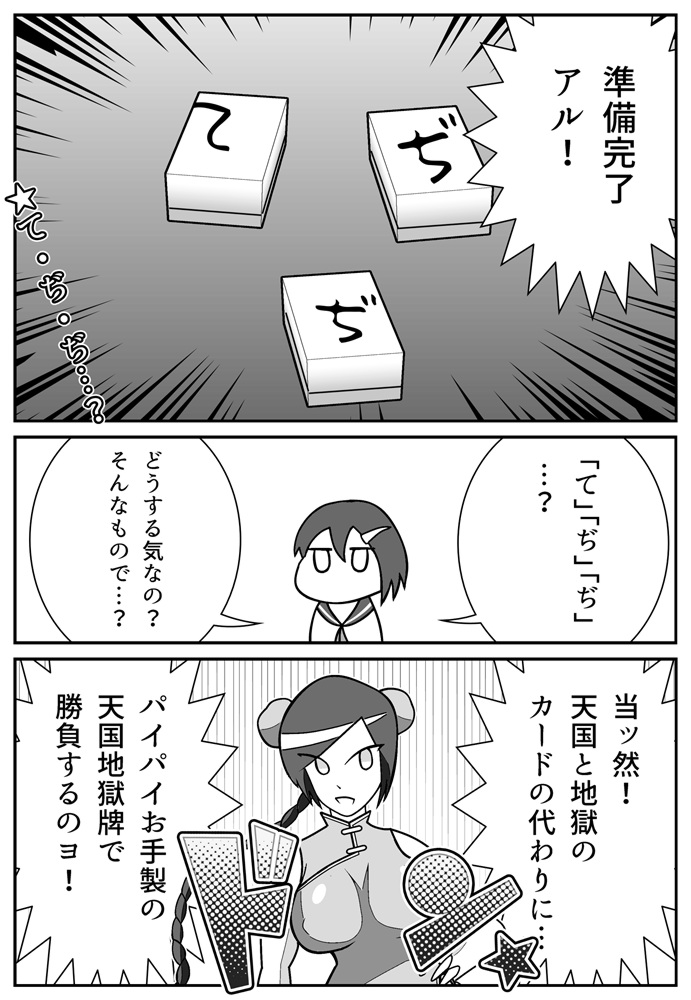 準備完了
アル！
て
ぢ
ぢ
☆て・ぢ・ぢ…？
「て」「ぢ」「ぢ」
…？
どうする気なの？
そんなもので…？
当ッ然！
天国と地獄の
カードの代わりに…
パイパイお手製の
天国地獄牌で
勝負するのヨ！
ドン☆